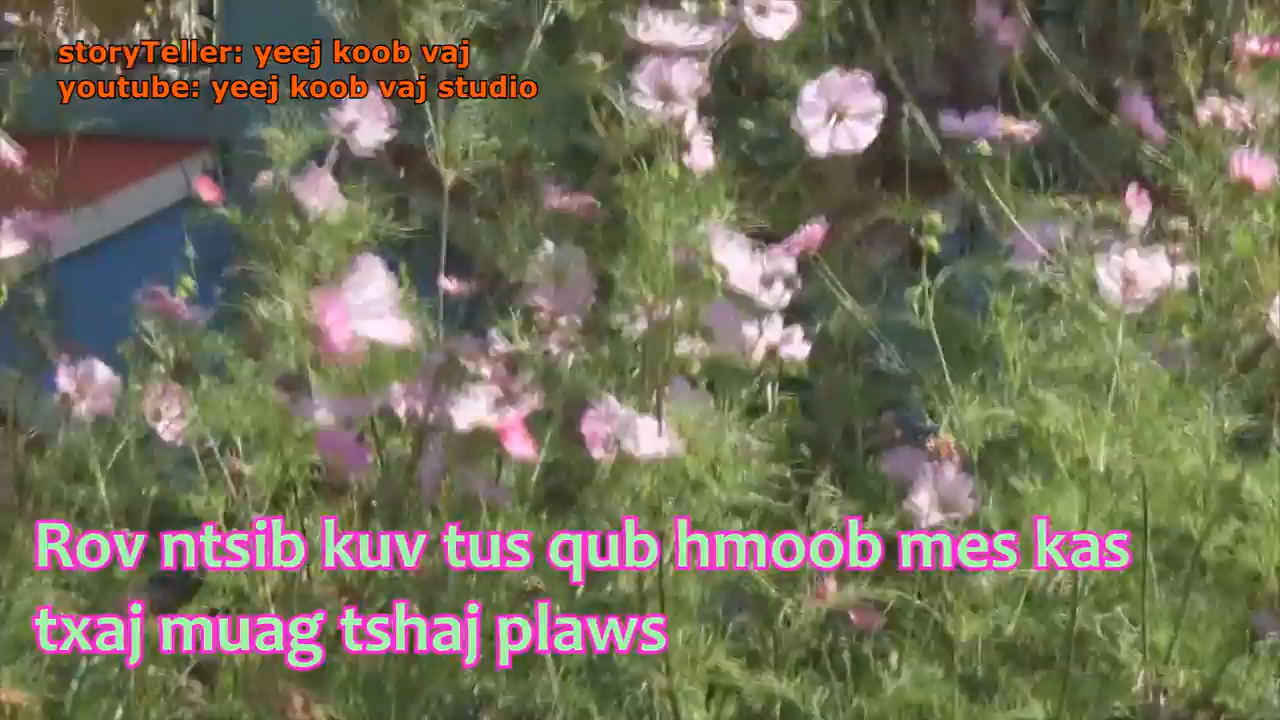 storyTeller: yeej koob vaj
youtube: yeej koob vaj studio
Rov ntsib kuv tus qub hmoob mes kas
txaj muag tshaj plaws